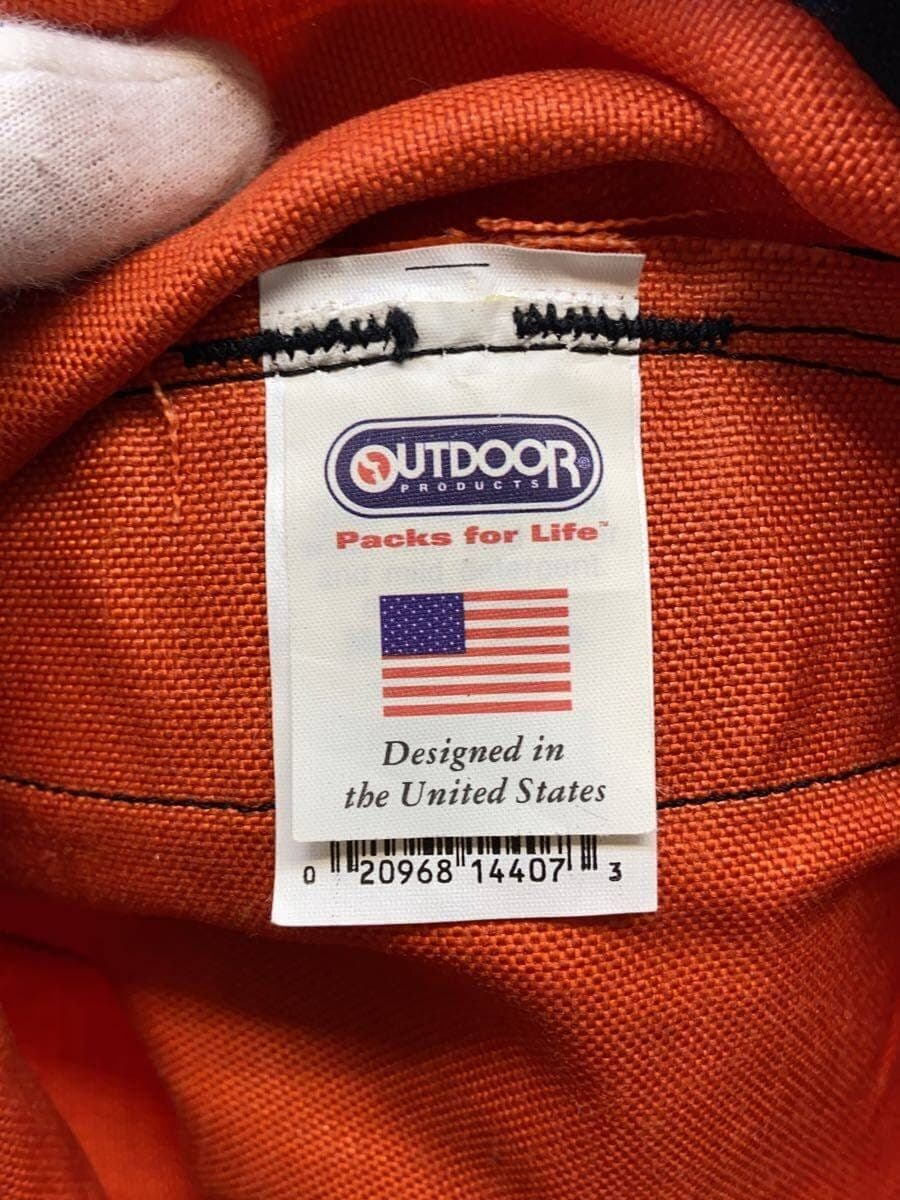 OUTDOOR®
PRODUCTS
Packs for Life™
Designed in
the United States
0 20968 14407 3